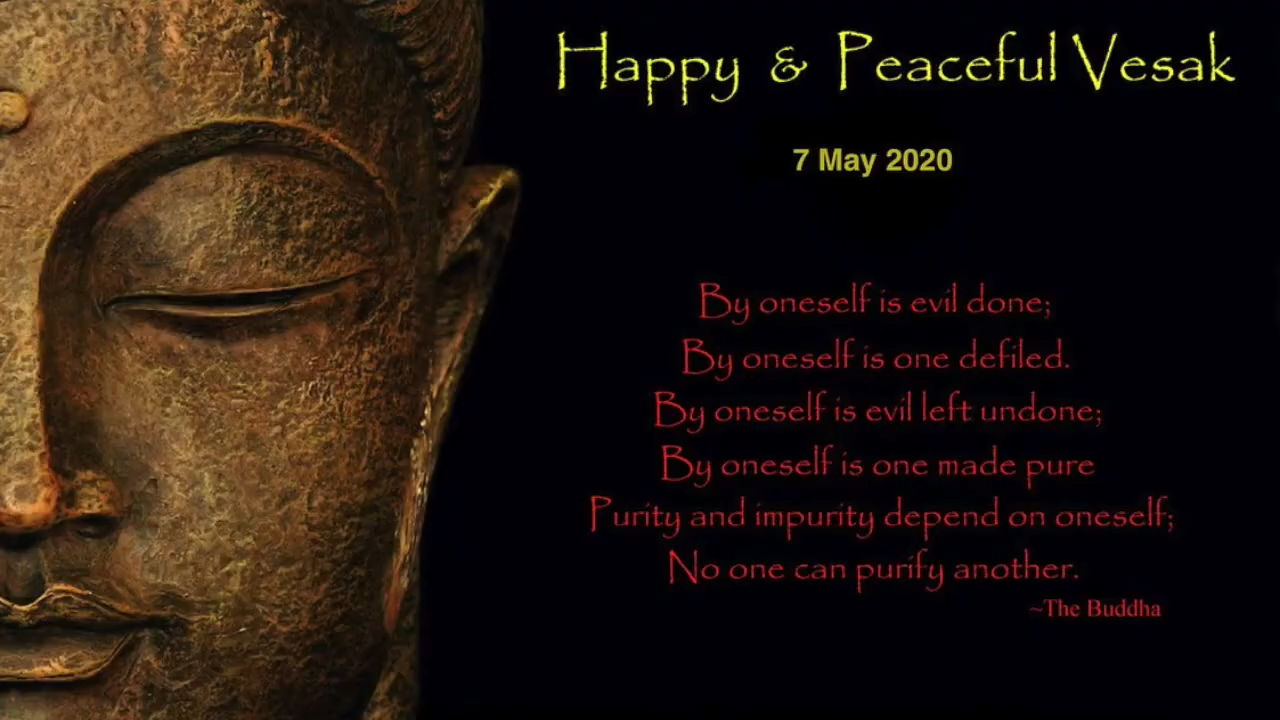 Happy & Peaceful Vesak
7 May 2020
By oneself is evil done;
By oneself is one defiled.
By oneself is evil left undone;
By oneself is one made pure
Purity and impurity depend on oneself;
No one can purify another.
~The Buddha